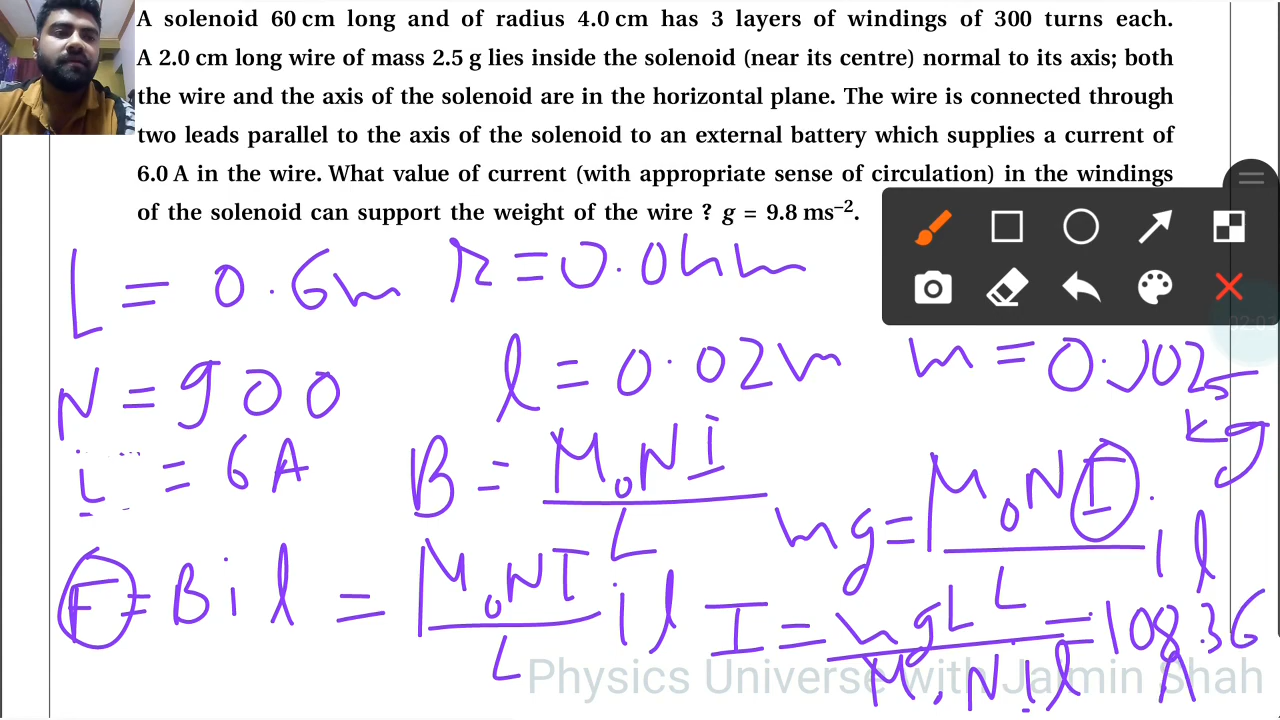 A solenoid 60 cm long and of radius 4.0 cm has 3 layers of windings of 300 turns each.
A 2.0 cm long wire of mass 2.5 g lies inside the solenoid (near its centre) normal to its axis; both
the wire and the axis of the solenoid are in the horizontal plane. The wire is connected through
two leads parallel to the axis of the solenoid to an external battery which supplies a current of
6.0 A in the wire. What value of current (with appropriate sense of circulation) in the windings
of the solenoid can support the weight of the wire ? g = 9.8 ms⁻².
L = 0.6m r = 0.04m
N = 900 l = 0.02m m = 0.0025 kg
i = 6A B = M₀NI / L mg = M₀NI / L . i l
F = Bil = M₀NI / L i l I = mgL / M₀Nil = 108.36 A
Physics Universe with Jaimin Shah